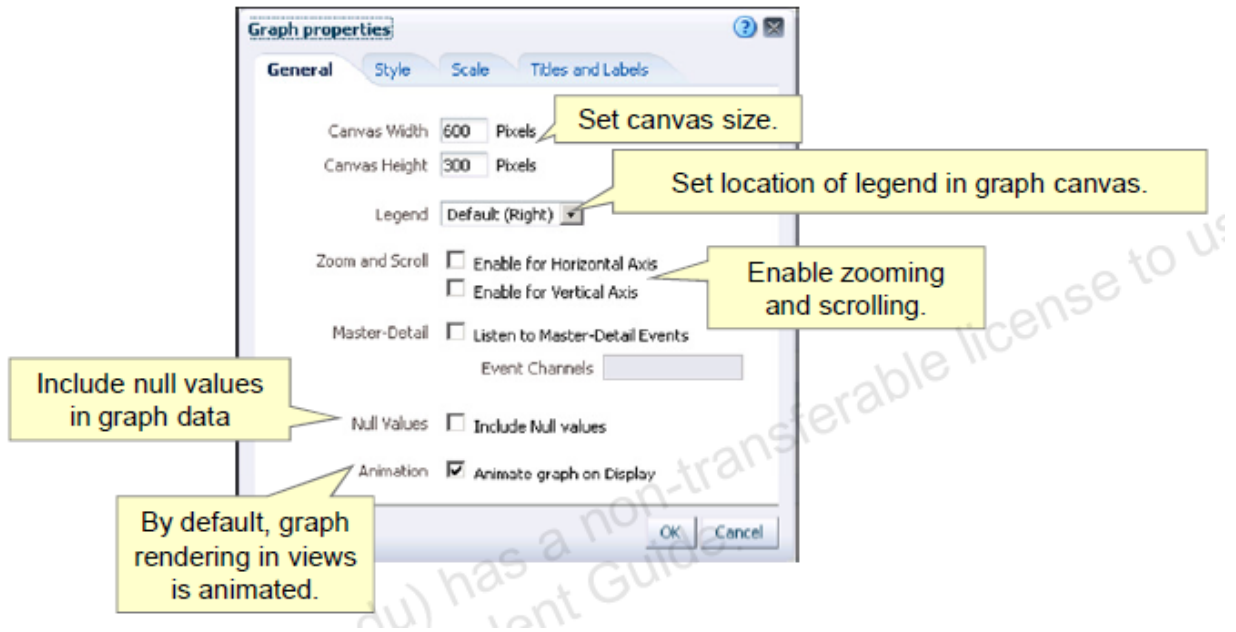 Graph properties
General Style Scale Titles and Labels
Canvas Width 600 Pixels
Set canvas size.
Canvas Height 300 Pixels
Set location of legend in graph canvas.
Legend Default (Right)
Zoom and Scroll Enable for Horizontal Axis
Enable for Vertical Axis
Enable zooming
and scrolling.
Master-Detail Listen to Master-Detail Events
Event Channels
Include null values
in graph data
Null Values Include Null values
Animation Animate graph on Display
By default, graph
rendering in views
is animated.
OK Cancel
du) has a non-transferable license to us
dent Guide.